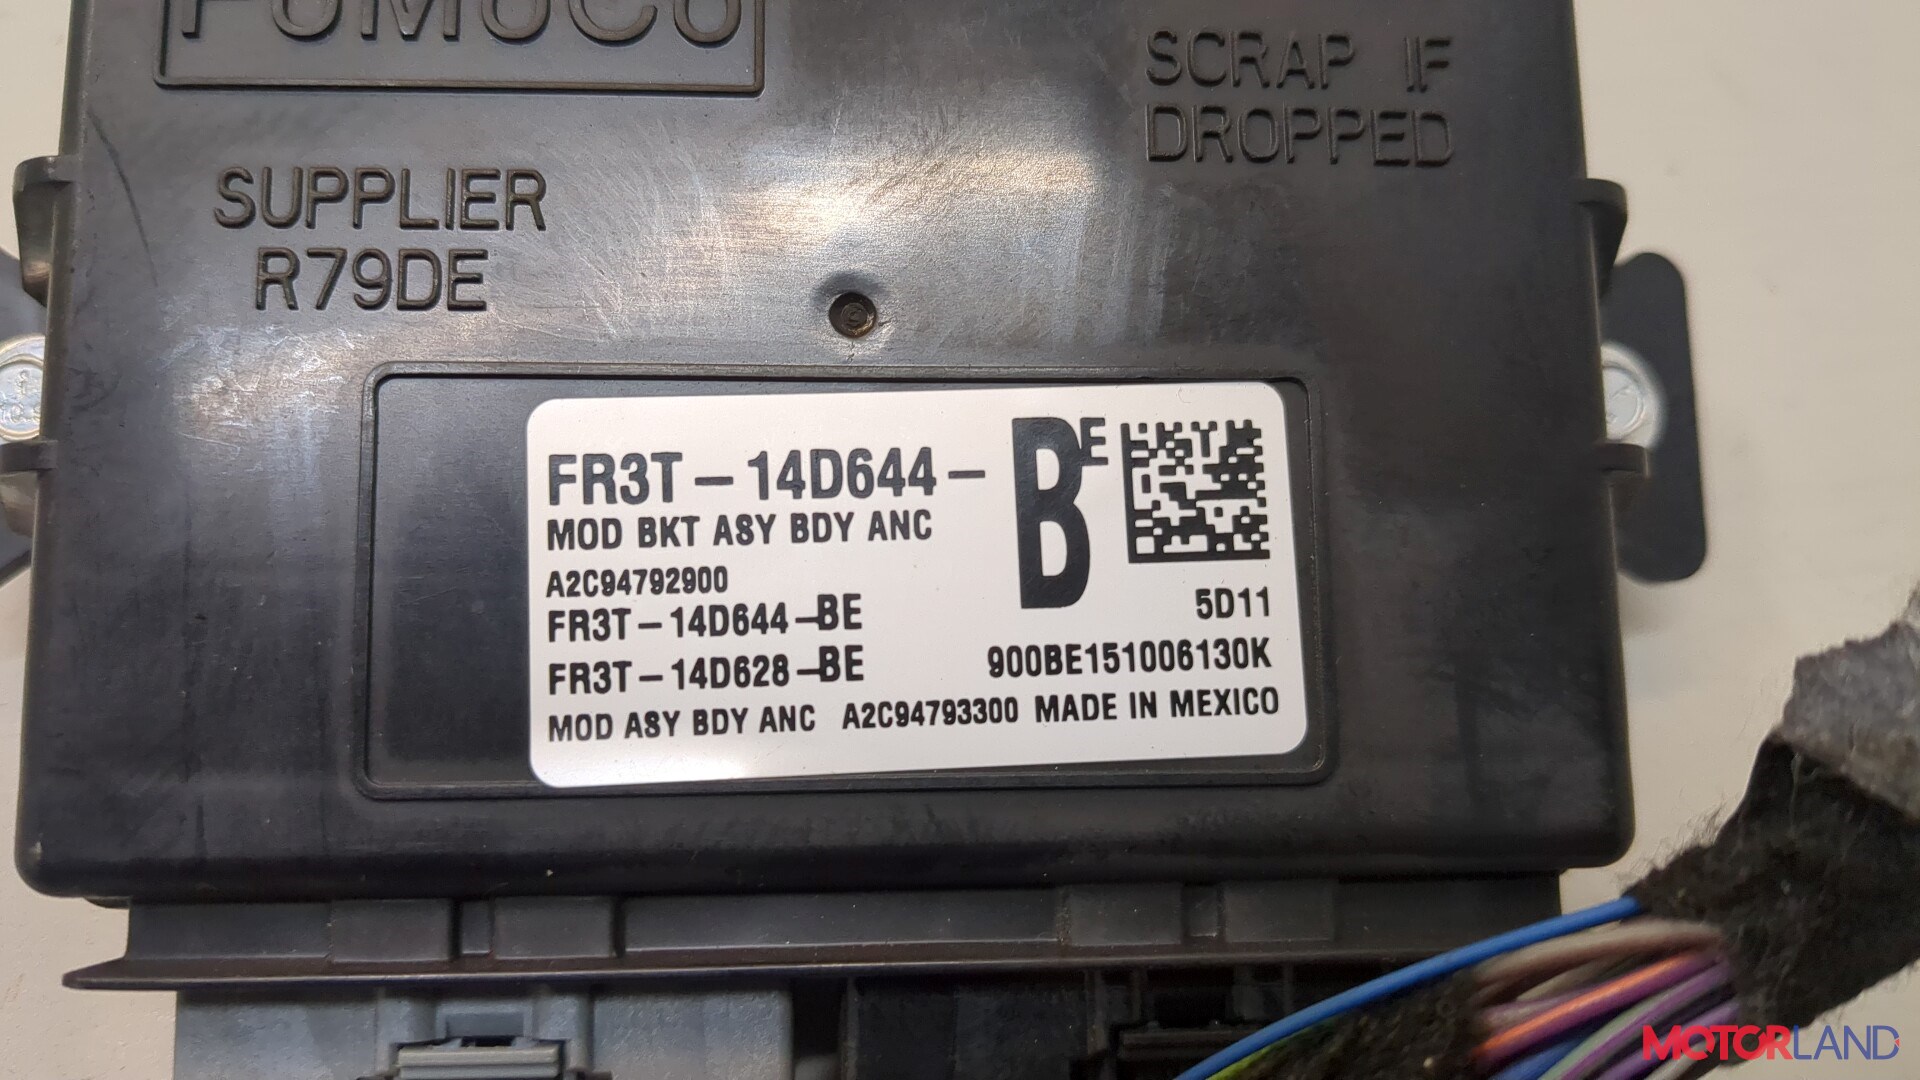 FoMoCo
SCRAP IF
DROPPED
SUPPLIER
R79DE
FR3T-14D644- BE
MOD BKT ASY BDY ANC
A2C94792900
FR3T-14D644-BE
5D11
FR3T-14D628-BE 900BE151006130K
MOD ASY BDY ANC A2C94793300 MADE IN MEXICO
MOTORLAND